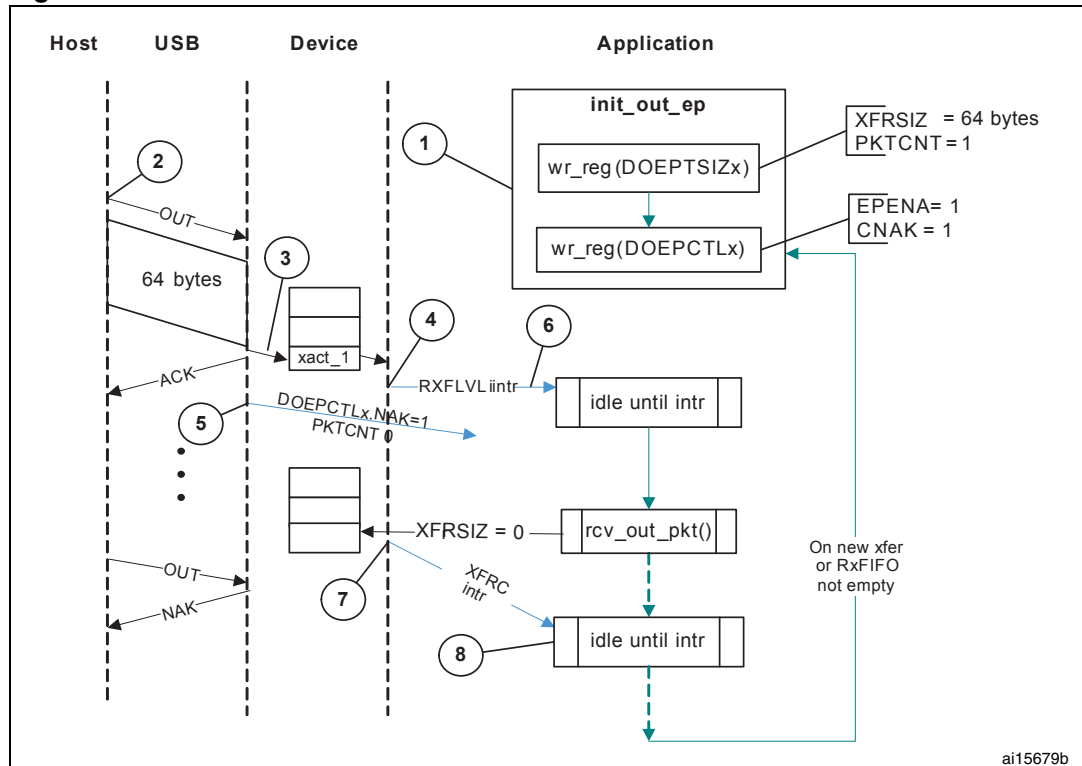 Host USB Device Application
init_out_ep
XFRSIZ = 64 bytes
PKTCNT = 1
1
wr_reg(DOEPTSIZx)
2
OUT
EPENA= 1
CNAK = 1
wr_reg(DOEPCTLx)
3
64 bytes
4
6
xact_1
ACK
RXFLVL iintr
idle until intr
DOEPCTLx.NAK=1
PKTCNT 0
5
XFRSIZ = 0
rcv_out_pkt()
On new xfer
or RxFIFO
not empty
OUT
XFRC
intr
NAK
7
idle until intr
8
ai15679b